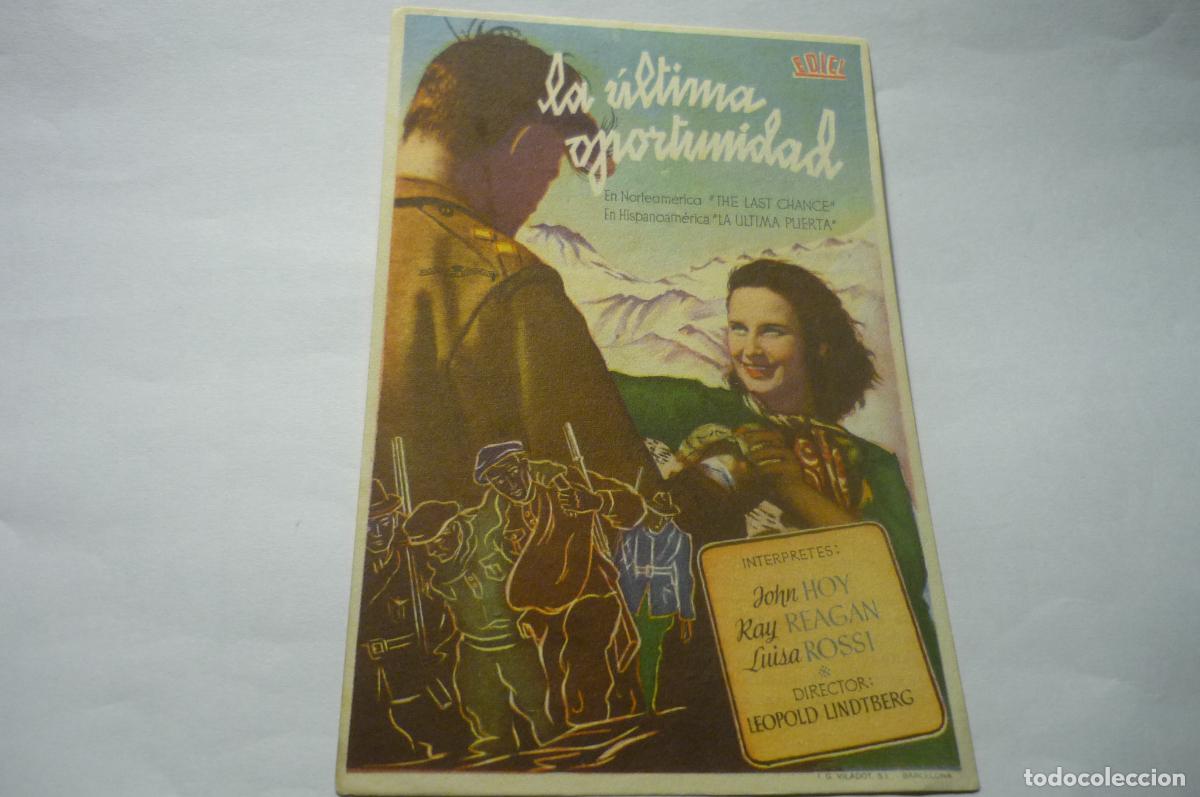 EDICI
la última
oportunidad
En Norteamérica "THE LAST CHANCE"
En Hispanoamérica "LA ULTIMA PUERTA"
INTERPRETES:
John HOY
Ray REAGAN
Luisa ROSSI
DIRECTOR:
LEOPOLD LINDTBERG
I. G. VILADOT, S.L. BARCELONA
todocoleccion